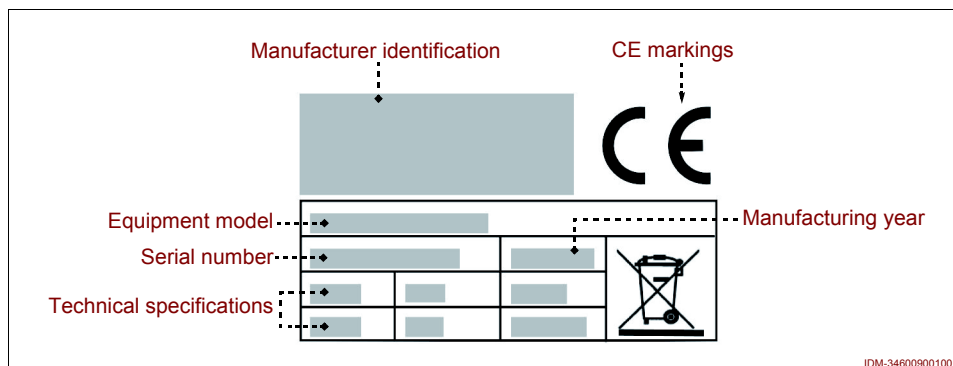 Manufacturer identification
CE markings
CE
Equipment model
Manufacturing year
Serial number
Technical specifications
IDM-34600900100